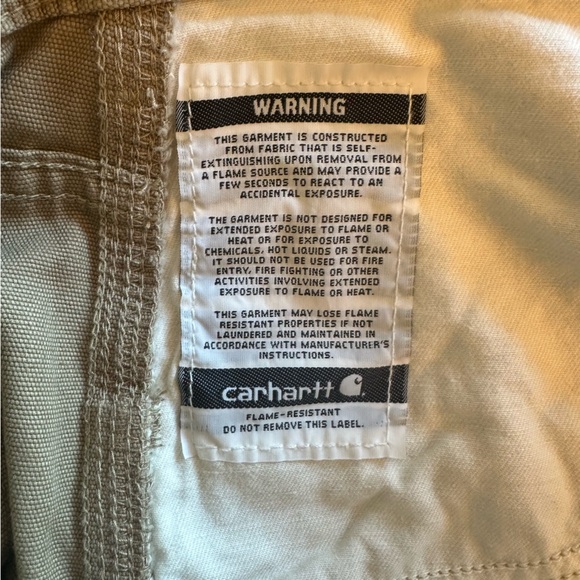 WARNING
THIS GARMENT IS CONSTRUCTED
FROM FABRIC THAT IS SELF-
EXTINGUISHING UPON REMOVAL FROM
A FLAME SOURCE AND MAY PROVIDE A
FEW SECONDS TO REACT TO AN
ACCIDENTAL EXPOSURE.
THE GARMENT IS NOT DESIGNED FOR
EXTENDED EXPOSURE TO FLAME OR
HEAT OR FOR EXPOSURE TO
CHEMICALS, HOT LIQUIDS OR STEAM.
IT SHOULD NOT BE USED FOR FIRE
ENTRY, FIRE FIGHTING OR OTHER
ACTIVITIES INVOLVING EXTENDED
EXPOSURE TO FLAME OR HEAT.
THIS GARMENT MAY LOSE FLAME
RESISTANT PROPERTIES IF NOT
LAUNDERED AND MAINTAINED IN
ACCORDANCE WITH MANUFACTURER'S
INSTRUCTIONS.
carhartt
FLAME-RESISTANT
DO NOT REMOVE THIS LABEL.